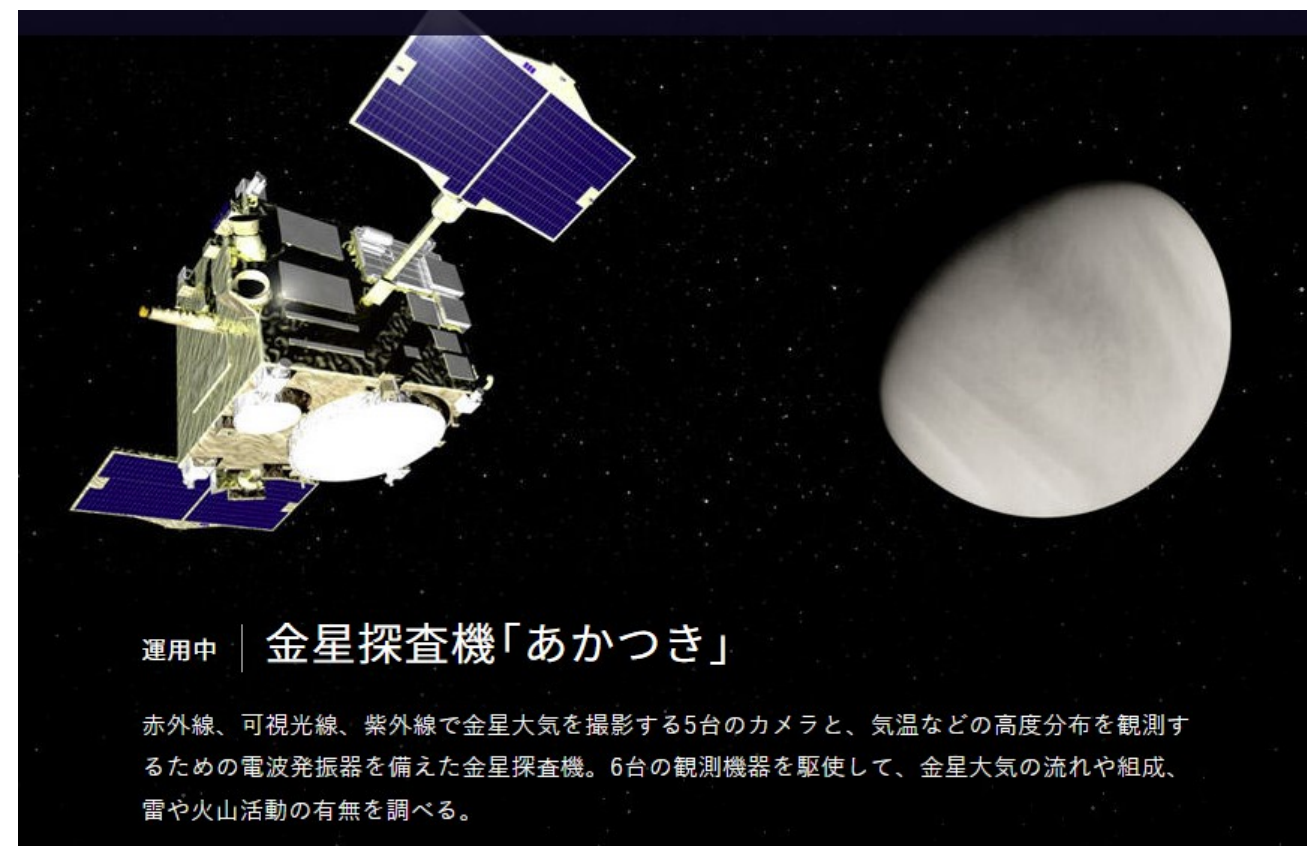 運用中 金星探査機「あかつき」
赤外線、可視光線、紫外線で金星大気を撮影する5台のカメラと、気温などの高度分布を観測す
るための電波発振器を備えた金星探査機。6台の観測機器を駆使して、金星大気の流れや組成、
雷や火山活動の有無を調べる。